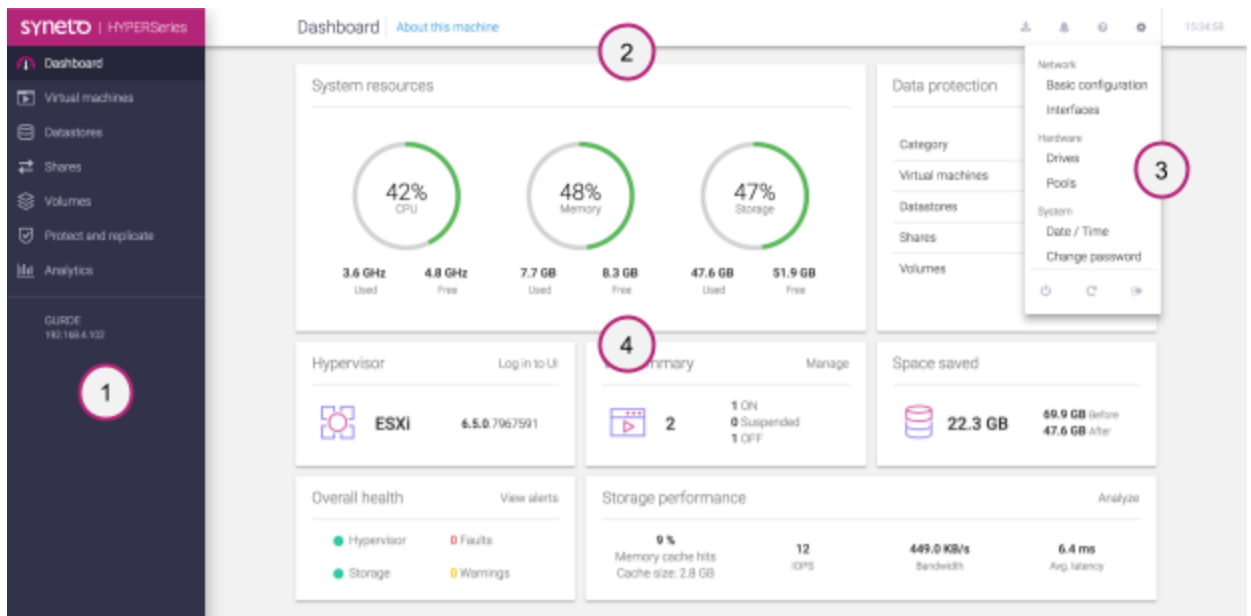 syneto | HYPERSeries
Dashboard
Virtual machines
Datastores
Shares
Volumes
Protect and replicate
Analytics
GURDE
192.168.4.102
1
Dashboard About this machine
15:34:58
2
System resources
42%
CPU
48%
Memory
47%
Storage
3.6 GHz 4.8 GHz 7.7 GB 8.3 GB 47.6 GB 51.9 GB
Used Free Used Free Used Free
Data protection
Category
Virtual machines
Datastores
Shares
Volumes
Network
Basic configuration
Interfaces
Hardware
Drives
Pools
System
Date / Time
Change password
3
4
Hypervisor Log in to UI
ESXi 6.5.0.7967591
Manage
2
1 ON
0 Suspended
1 OFF
Space saved
22.3 GB
69.9 GB Before
47.6 GB After
Overall health View alerts
Hypervisor 0 Faults
Storage 0 Warnings
Storage performance Analyze
9 %
Memory cache hits
Cache size: 2.8 GB
12
IOPS
449.0 KB/s
Bandwidth
6.4 ms
Avg. latency